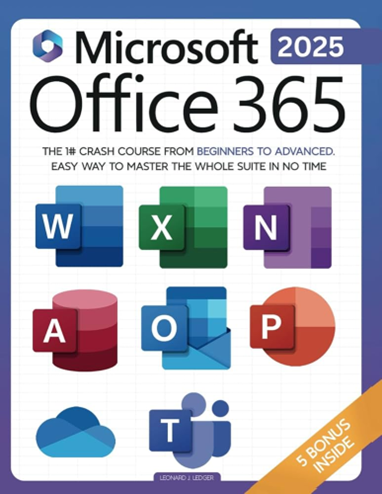 Microsoft 2025
Office 365
THE 1# CRASH COURSE FROM BEGINNERS TO ADVANCED.
EASY WAY TO MASTER THE WHOLE SUITE IN NO TIME
W X N
A O P
T
5 BONUS
INSIDE
LEONARD J. LEDGER